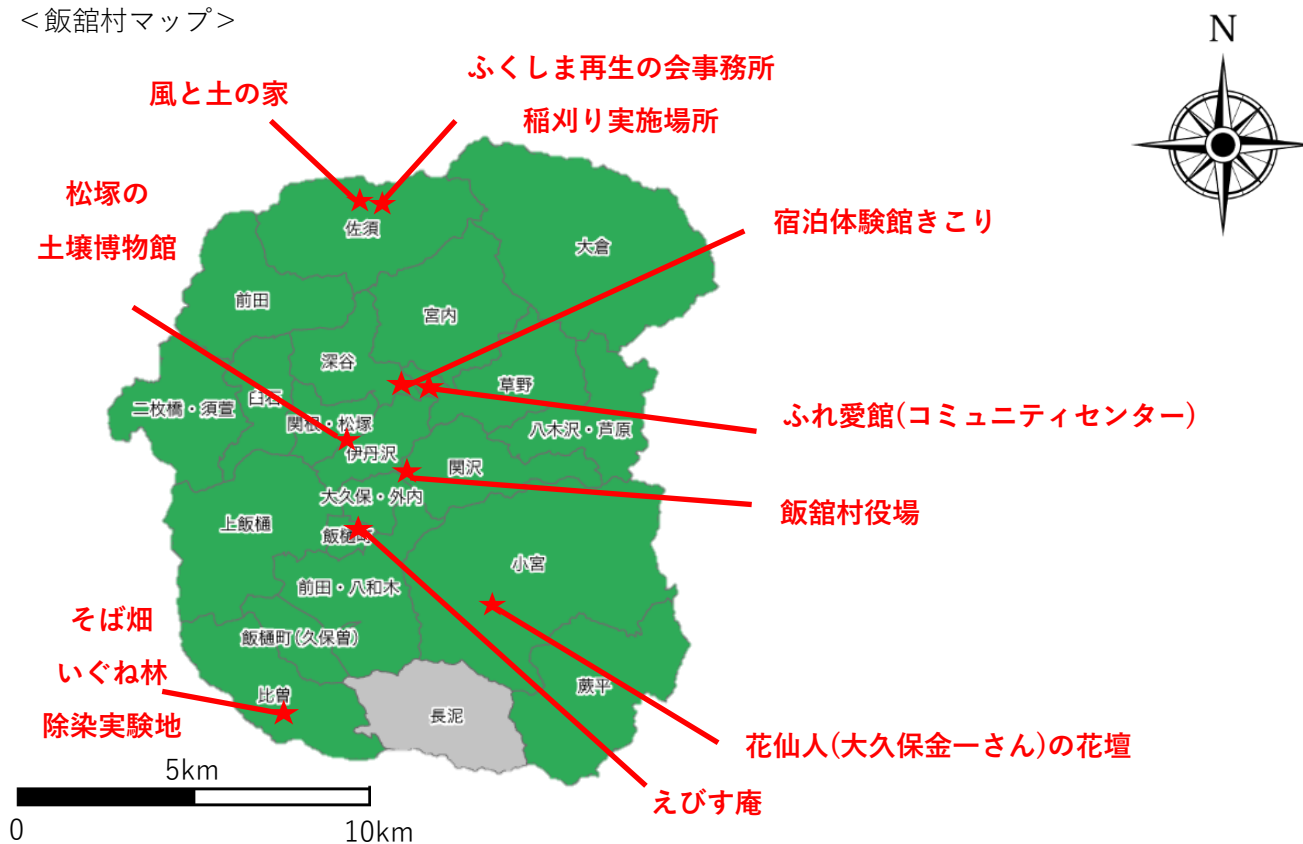 ＜飯舘村マップ＞
N
ふくしま再生の会事務所
稲刈り実施場所
風と土の家
松塚の
土壌博物館
宿泊体験館きこり
佐須
大倉
前田
宮内
深谷
草野
二枚橋・須萱
臼石
関根・松塚
八木沢・芦原
ふれ愛館(コミュニティセンター)
伊丹沢
関沢
大久保・外内
飯舘村役場
上飯樋
飯樋町
小宮
前田・八和木
そば畑
いぐね林
除染実験地
飯樋町(久保曽)
比曽
蕨平
長泥
花仙人(大久保金一さん)の花壇
えびす庵
5km
0
10km